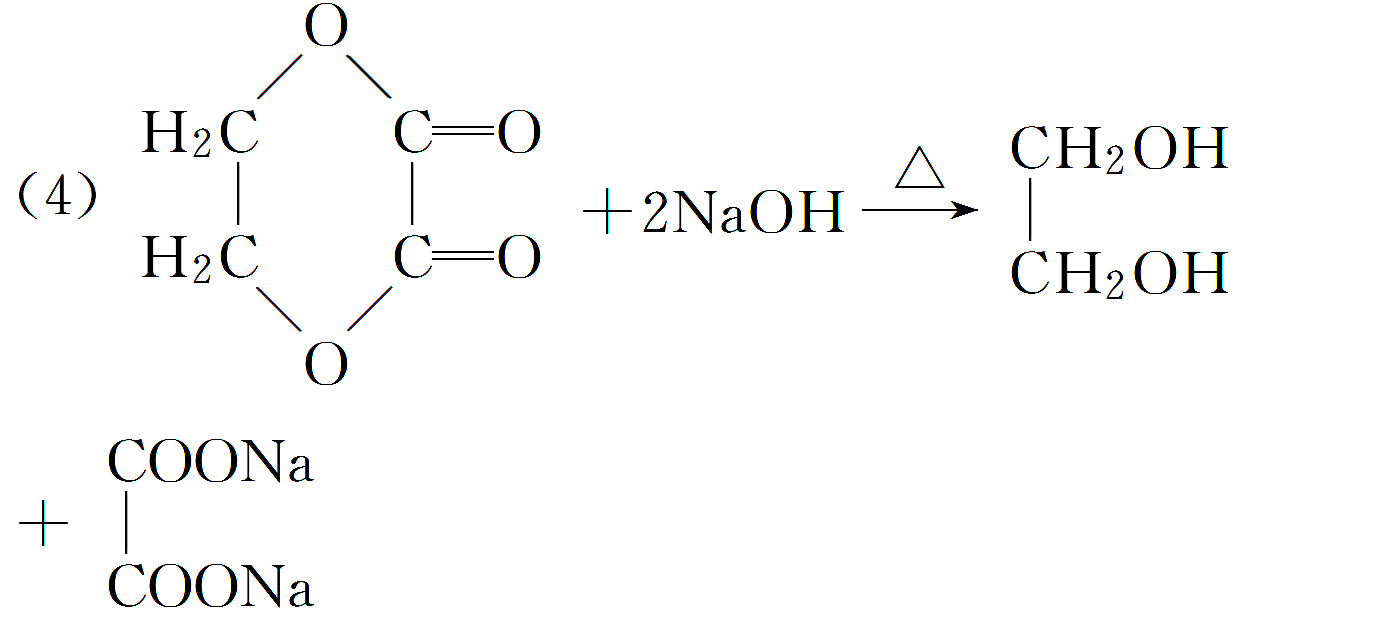 O
H₂C C=O
(4) +2NaOH △ CH₂OH
H₂C C=O CH₂OH
O
COONa
+
COONa